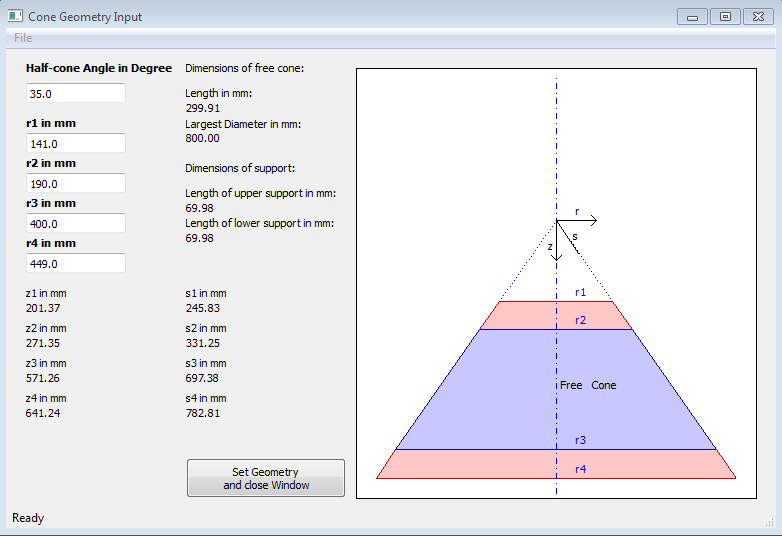 Cone Geometry Input
File
Half-cone Angle in Degree
35.0
r1 in mm
141.0
r2 in mm
190.0
r3 in mm
400.0
r4 in mm
449.0
z1 in mm
201.37
z2 in mm
271.35
z3 in mm
571.26
z4 in mm
641.24
Dimensions of free cone:
Length in mm:
299.91
Largest Diameter in mm:
800.00
Dimensions of support:
Length of upper support in mm:
69.98
Length of lower support in mm:
69.98
s1 in mm
245.83
s2 in mm
331.25
s3 in mm
697.38
s4 in mm
782.81
Set Geometry
and close Window
r
s
z
r1
r2
Free Cone
r3
r4
Ready